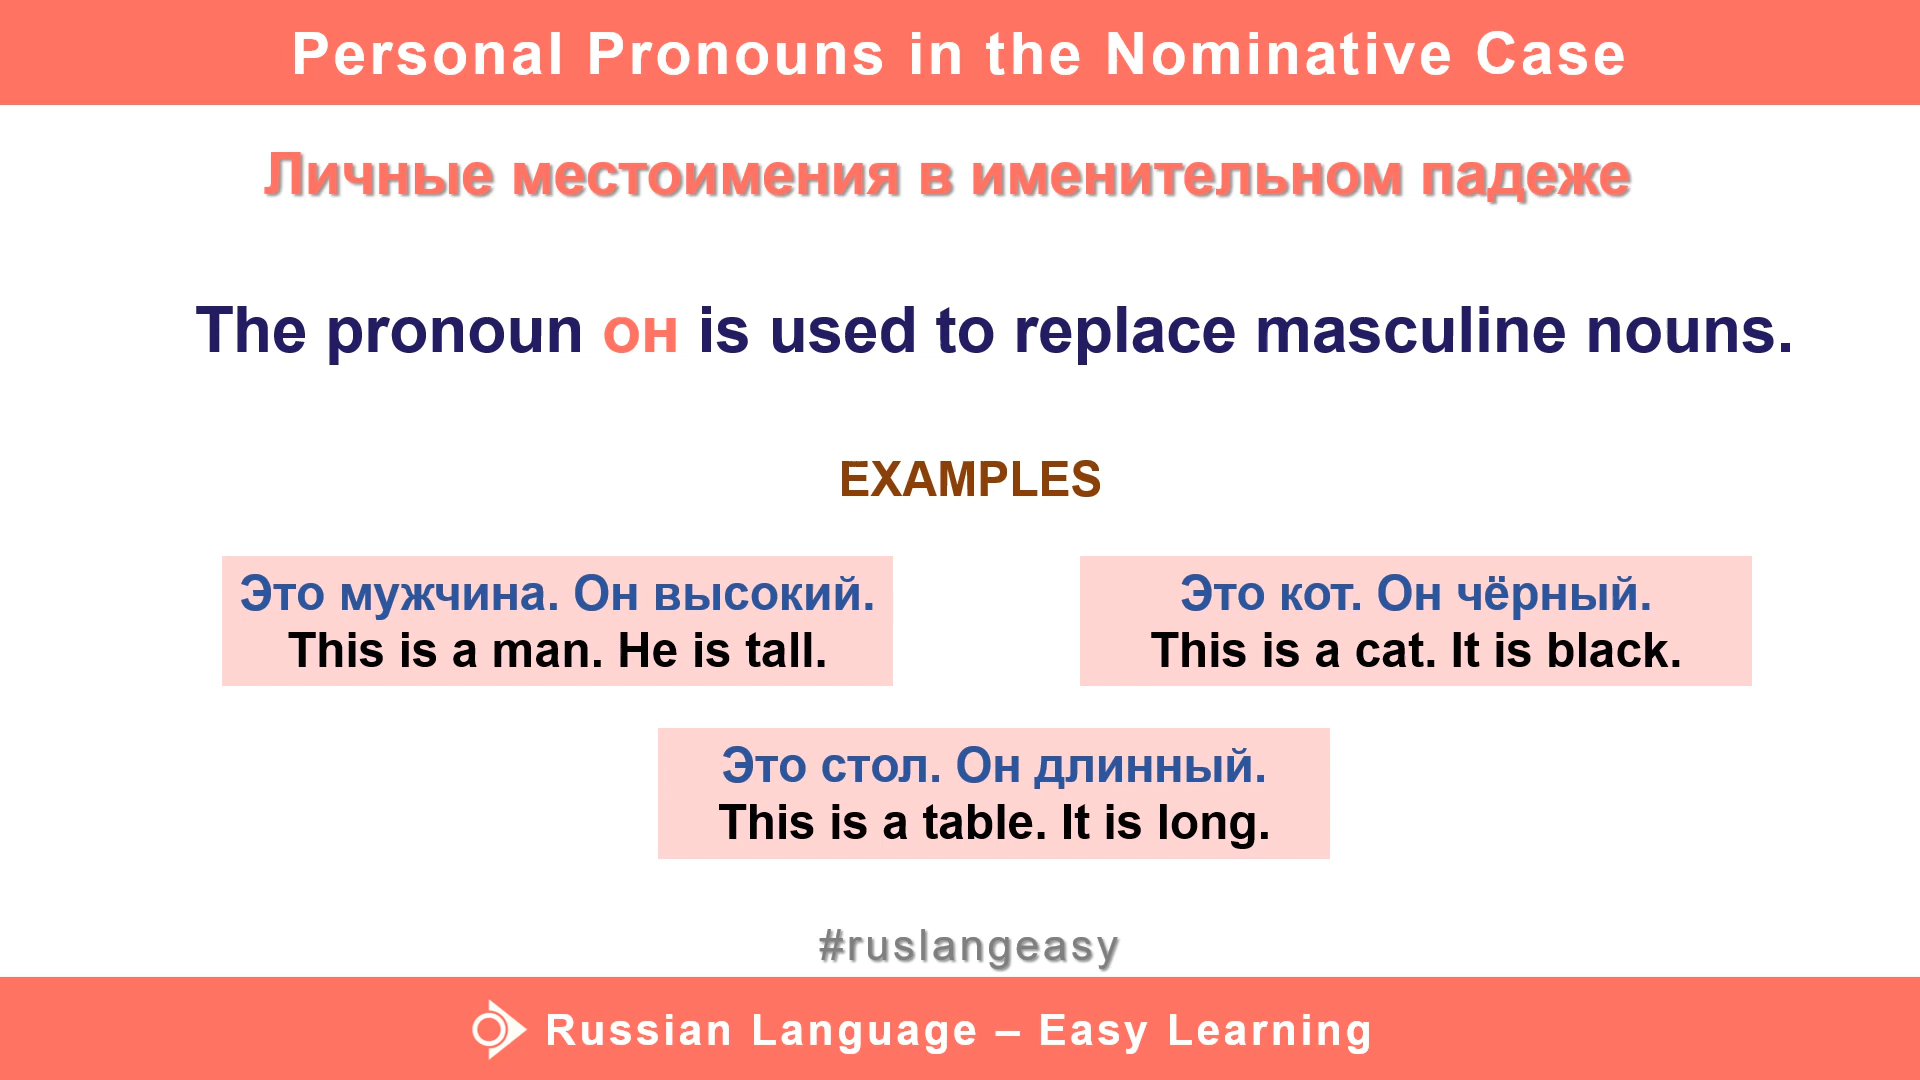 Personal Pronouns in the Nominative Case
Личные местоимения в именительном падеже
The pronoun он is used to replace masculine nouns.
EXAMPLES
Это мужчина. Он высокий.
This is a man. He is tall.
Это кот. Он чёрный.
This is a cat. It is black.
Это стол. Он длинный.
This is a table. It is long.
#ruslangeasy
Russian Language – Easy Learning